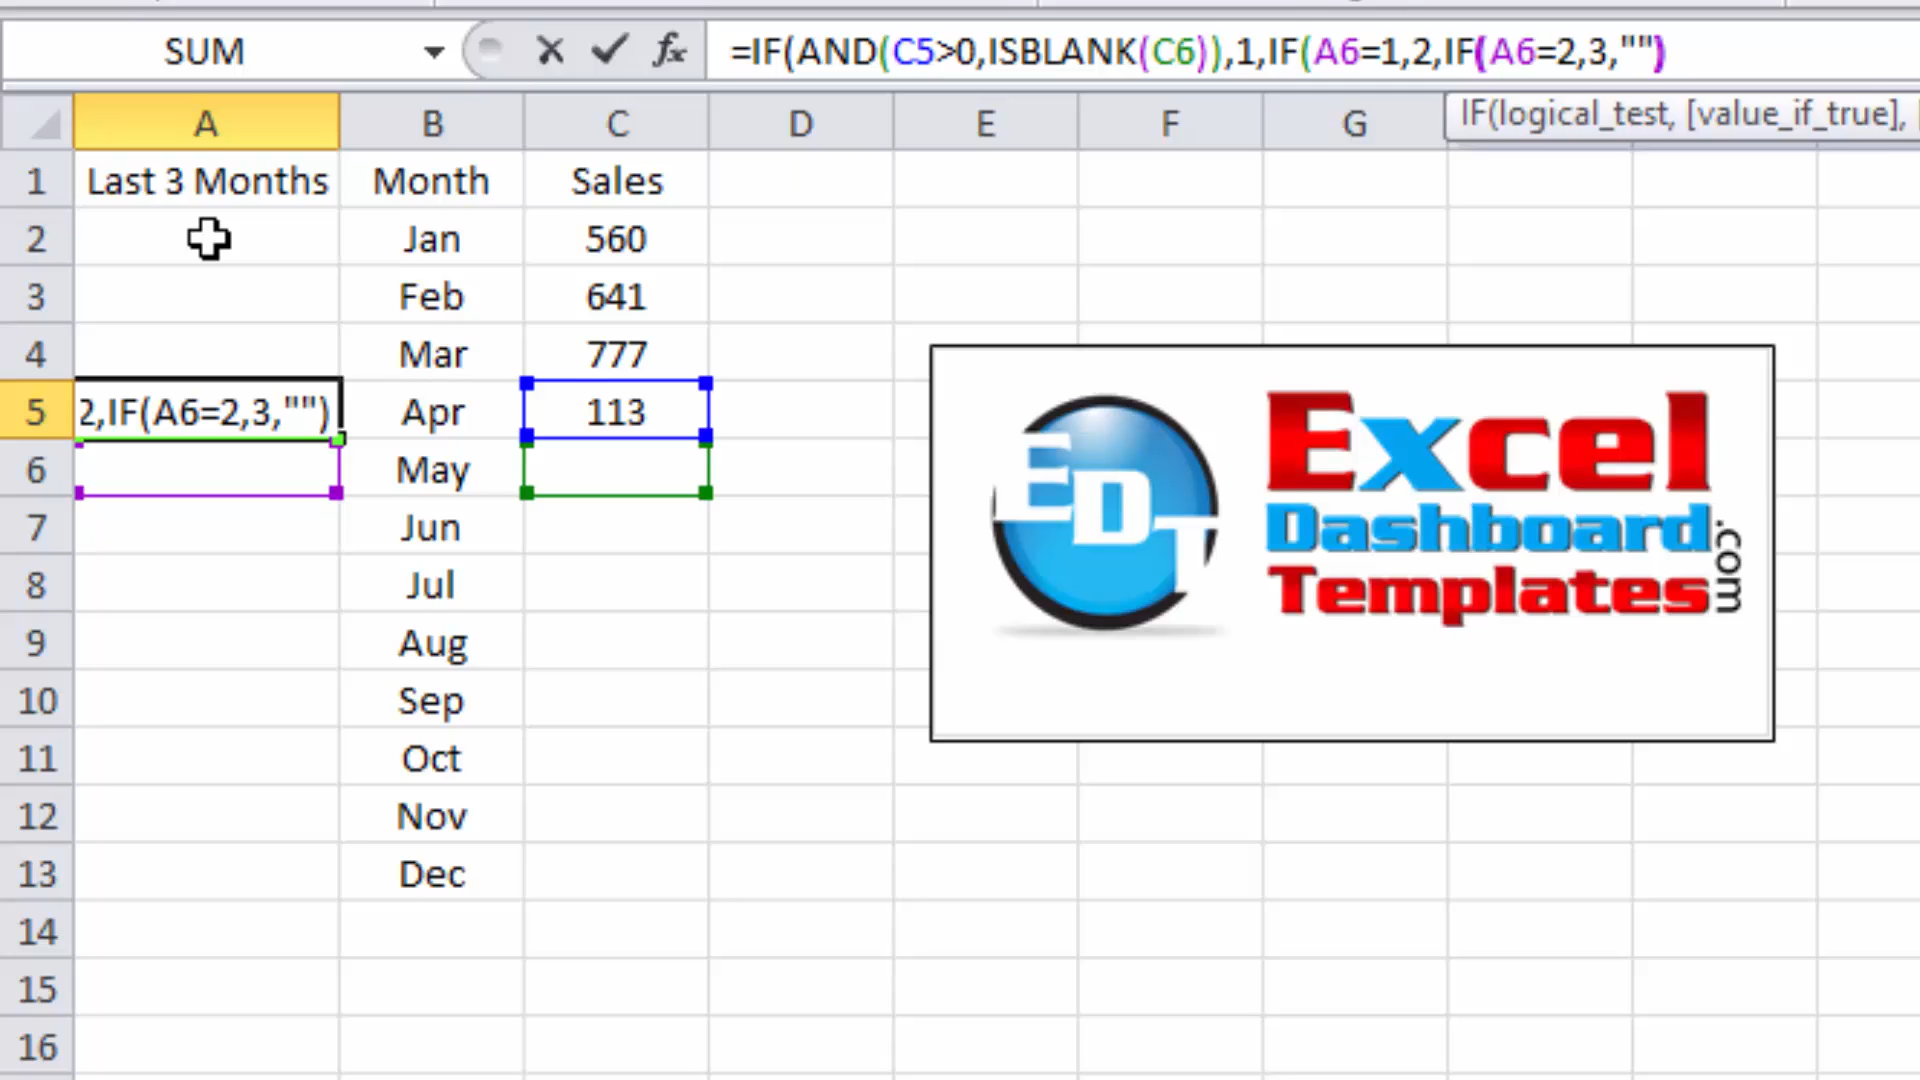 SUM fx =IF(AND(C5>0,ISBLANK(C6)),1,IF(A6=1,2,IF(A6=2,3,"")
IF(logical_test, [value_if_true],
A B C D E F G
1 Last 3 Months Month Sales
2 Jan 560
3 Feb 641
4 Mar 777
5 2,IF(A6=2,3,"") Apr 113
6 May
7 Jun
8 Jul
9 Aug
10 Sep
11 Oct
12 Nov
13 Dec
14
15
16
EDT
Excel
Dashboard
Templates
.com